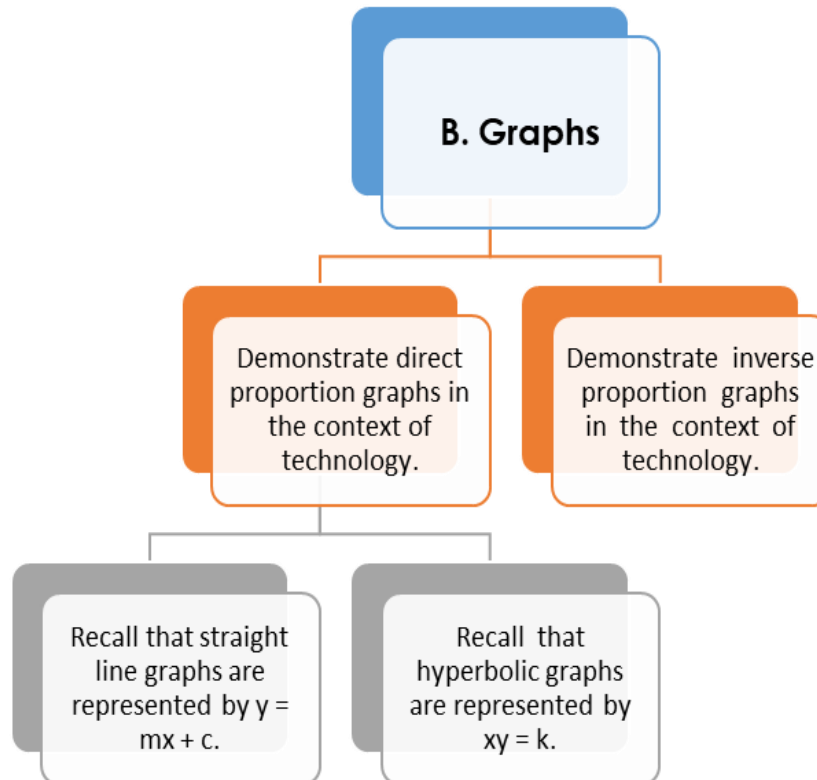 B. Graphs
Demonstrate direct
proportion graphs in
the context of
technology.
Demonstrate inverse
proportion graphs
in the context of
technology.
Recall that straight
line graphs are
represented by y =
mx + c.
Recall that
hyperbolic graphs
are represented by
xy = k.